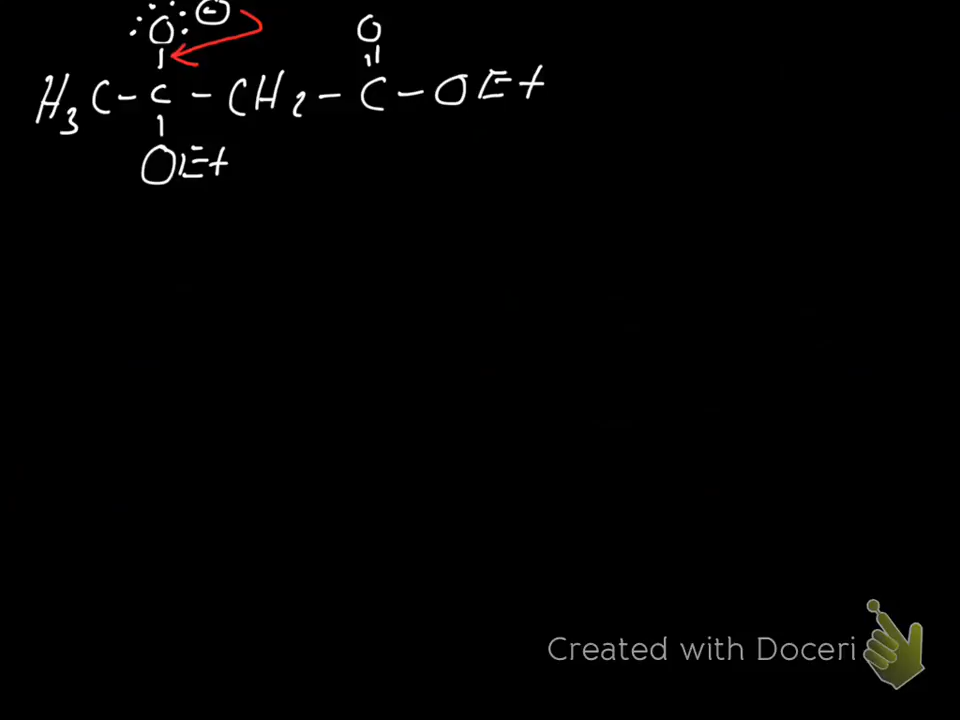 O ⊖ O
H3C-C-CH2-C-OEt
OEt
Created with Doceri